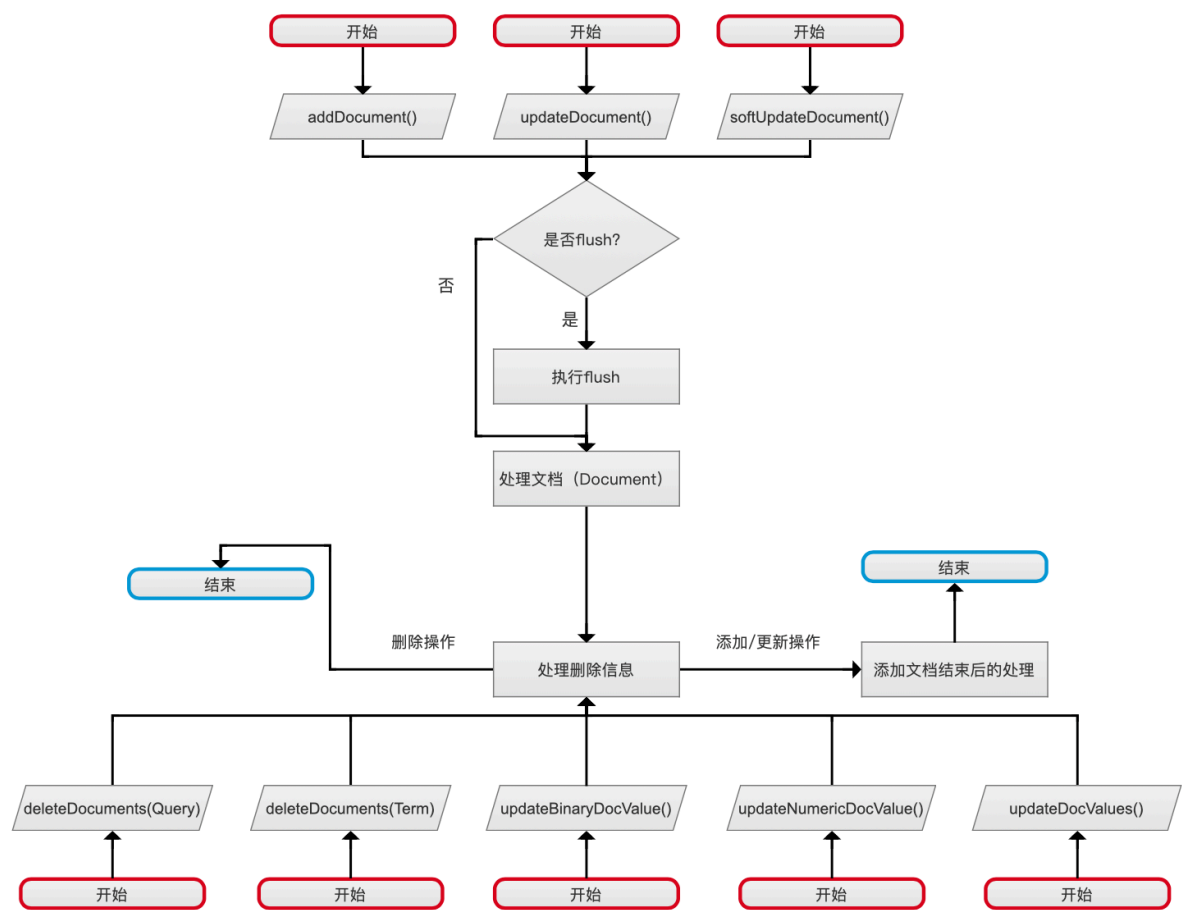 开始
开始
开始
addDocument()
updateDocument()
softUpdateDocument()
是否flush?
否
是
执行flush
处理文档（Document）
结束
结束
删除操作
添加/更新操作
处理删除信息
添加文档结束后的处理
deleteDocuments(Query)
deleteDocuments(Term)
updateBinaryDocValue()
updateNumericDocValue()
updateDocValues()
开始
开始
开始
开始
开始